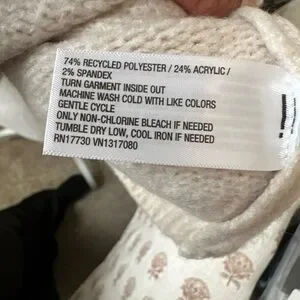 74% RECYCLED POLYESTER / 24% ACRYLIC /
2% SPANDEX
TURN GARMENT INSIDE OUT
MACHINE WASH COLD WITH LIKE COLORS
GENTLE CYCLE
ONLY NON-CHLORINE BLEACH IF NEEDED
TUMBLE DRY LOW, COOL IRON IF NEEDED
RN17730 VN1317080